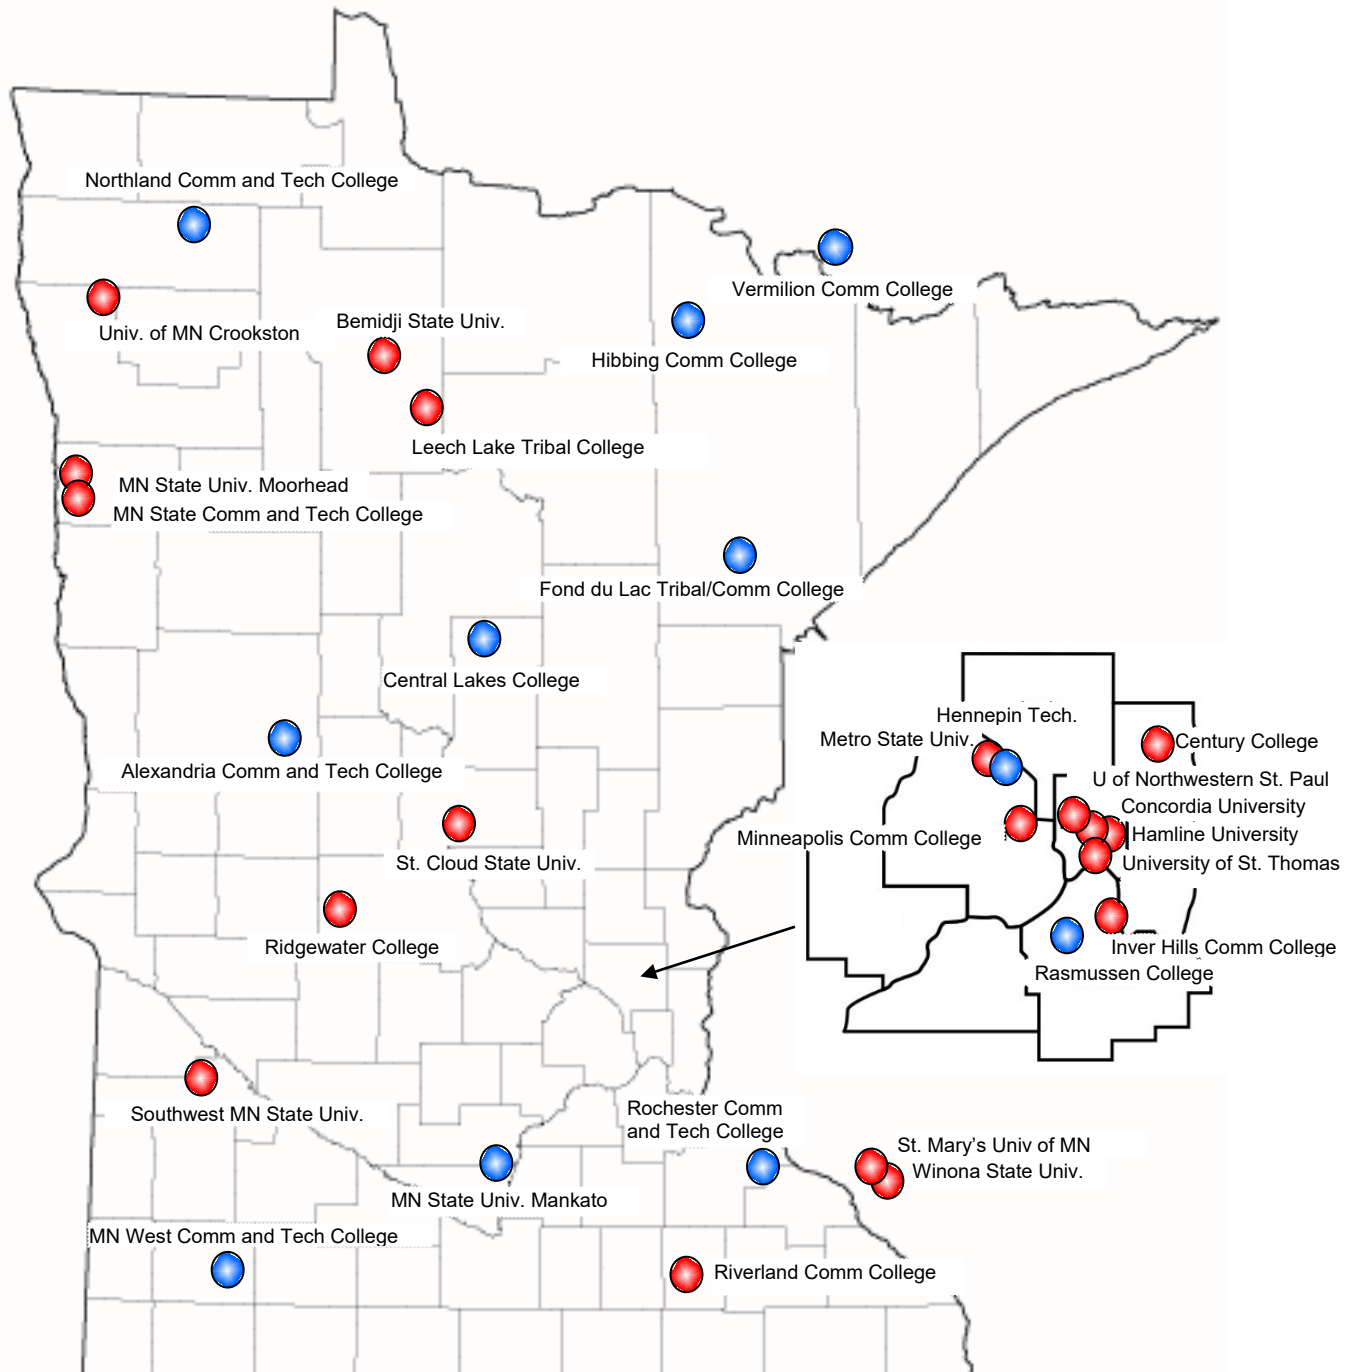 Northland Comm and Tech College
Vermilion Comm College
Univ. of MN Crookston
Bemidji State Univ.
Hibbing Comm College
Leech Lake Tribal College
MN State Univ. Moorhead
MN State Comm and Tech College
Fond du Lac Tribal/Comm College
Central Lakes College
Alexandria Comm and Tech College
St. Cloud State Univ.
Ridgewater College
Hennepin Tech.
Metro State Univ.
Century College
U of Northwestern St. Paul
Concordia University
Minneapolis Comm College
Hamline University
University of St. Thomas
Inver Hills Comm College
Rasmussen College
Southwest MN State Univ.
Rochester Comm
and Tech College
St. Mary’s Univ of MN
Winona State Univ.
MN State Univ. Mankato
MN West Comm and Tech College
Riverland Comm College